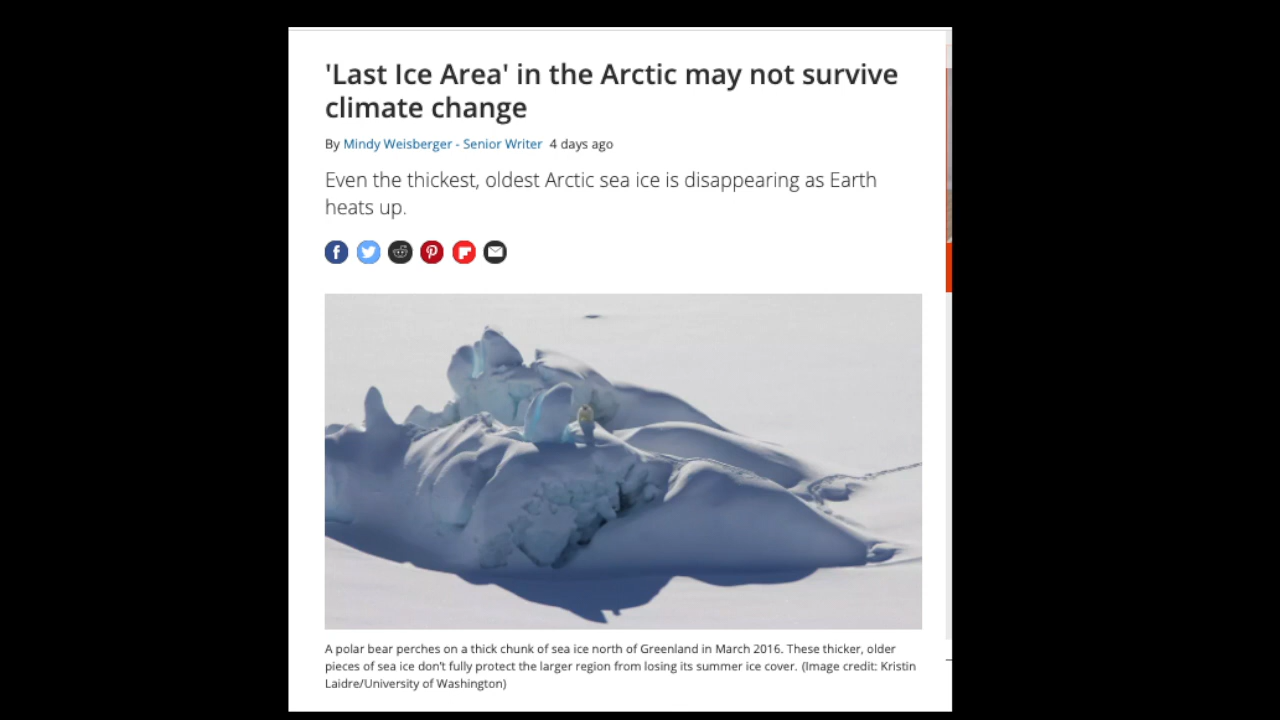 'Last Ice Area' in the Arctic may not survive
climate change
By Mindy Weisberger - Senior Writer 4 days ago
Even the thickest, oldest Arctic sea ice is disappearing as Earth
heats up.
A polar bear perches on a thick chunk of sea ice north of Greenland in March 2016. These thicker, older
pieces of sea ice don't fully protect the larger region from losing its summer ice cover. (Image credit: Kristin
Laidre/University of Washington)